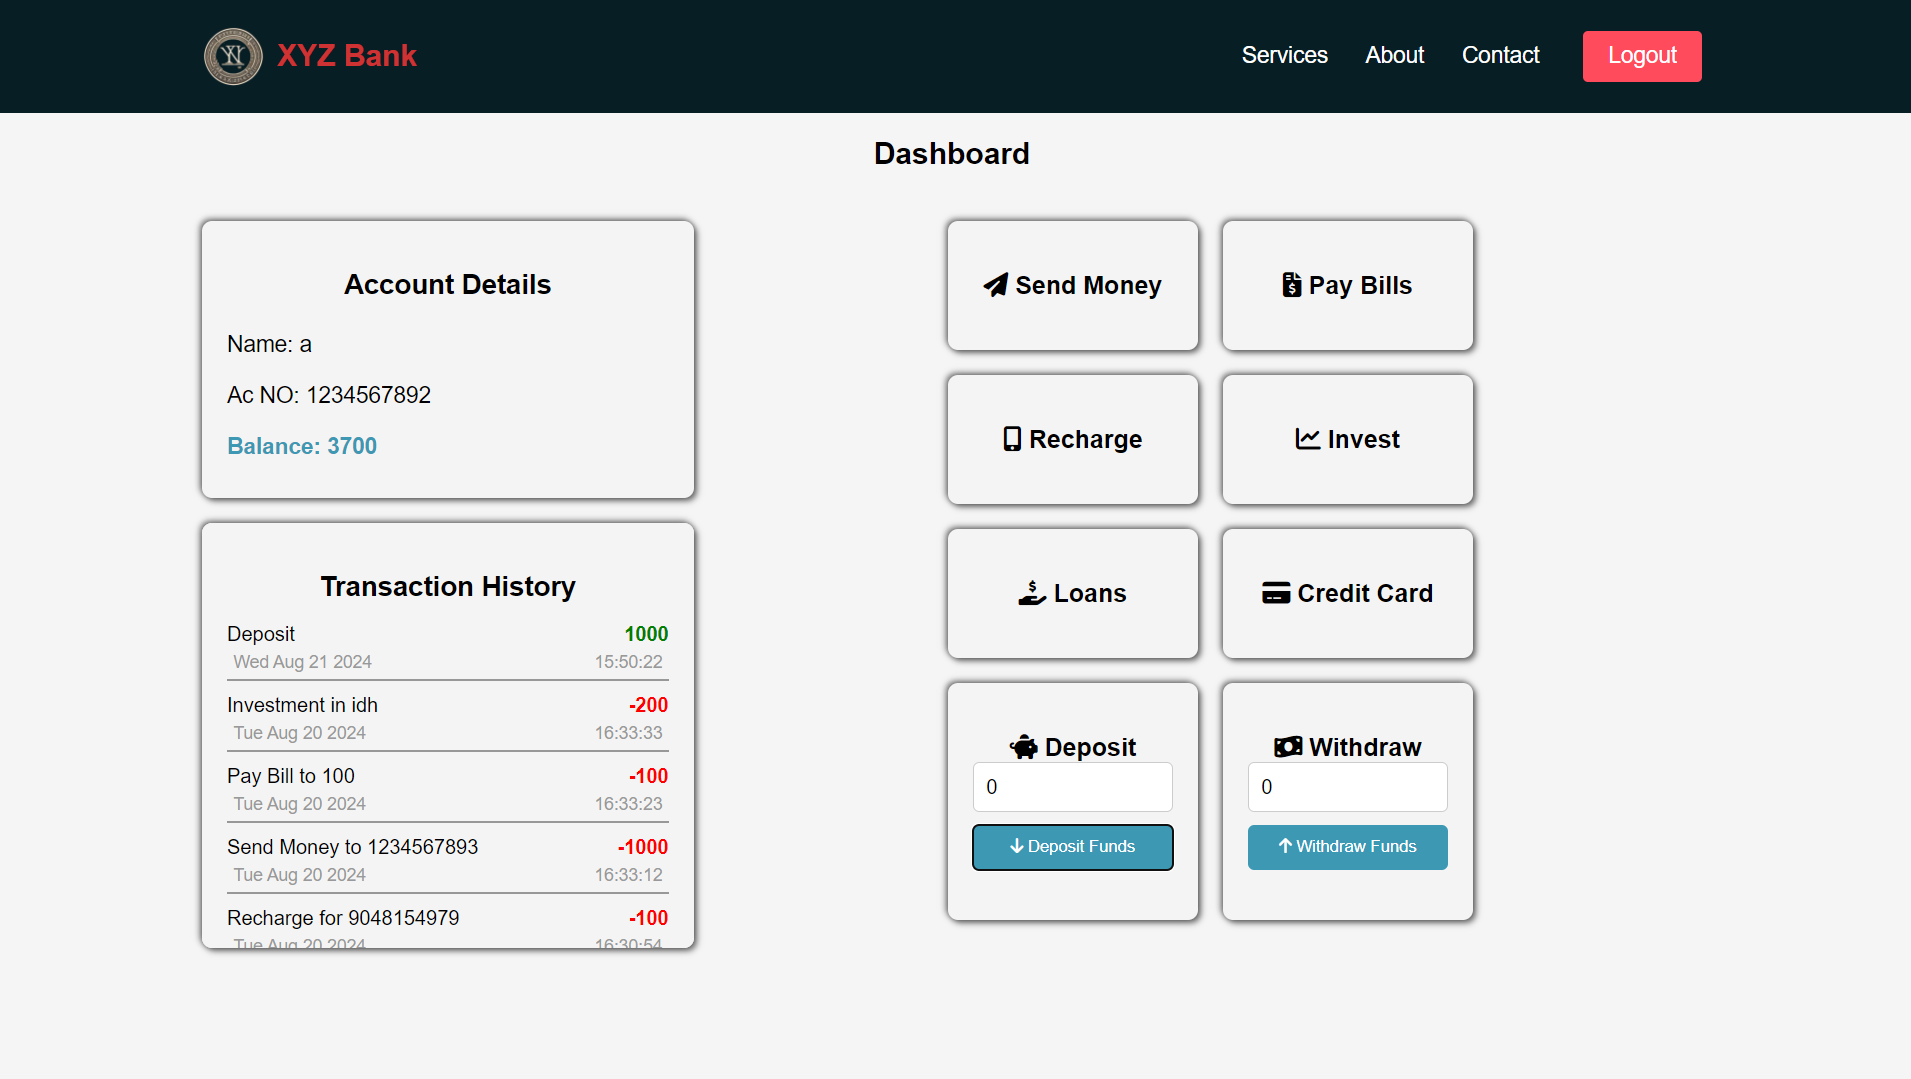 XYZ Bank
Services About Contact Logout
Dashboard
Account Details
Name: a
Ac NO: 1234567892
Balance: 3700
Transaction History
Deposit 1000
Wed Aug 21 2024 15:50:22
Investment in idh -200
Tue Aug 20 2024 16:33:33
Pay Bill to 100 -100
Tue Aug 20 2024 16:33:23
Send Money to 1234567893 -1000
Tue Aug 20 2024 16:33:12
Recharge for 9048154979 -100
Tue Aug 20 2024 16:30:54
Send Money
Pay Bills
Recharge
Invest
Loans
Credit Card
Deposit
0
Deposit Funds
Withdraw
0
Withdraw Funds